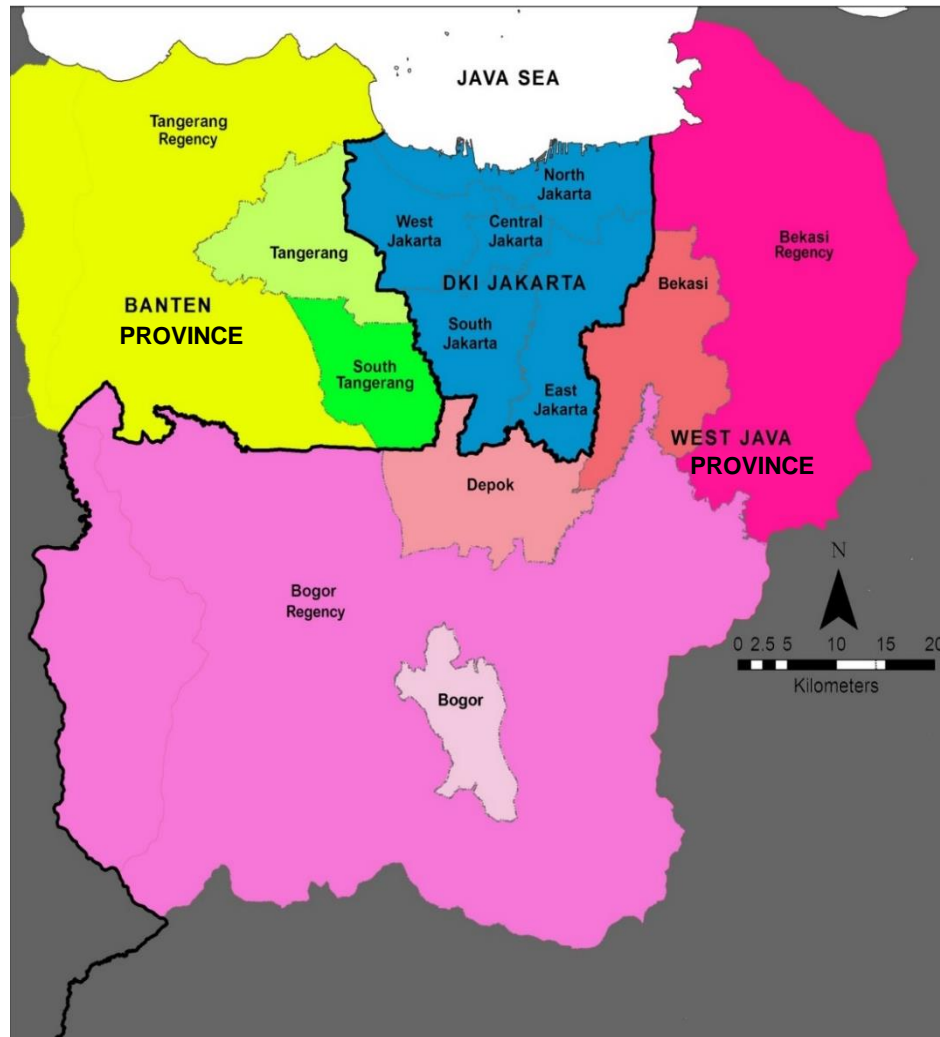 JAVA SEA
Tangerang
Regency
North
Jakarta
West
Jakarta
Central
Jakarta
Bekasi
Regency
Tangerang
DKI JAKARTA
Bekasi
BANTEN
PROVINCE
South
Jakarta
South
Tangerang
East
Jakarta
WEST JAVA
PROVINCE
Depok
N
Bogor
Regency
0 2.5 5 10 15 20
Kilometers
Bogor